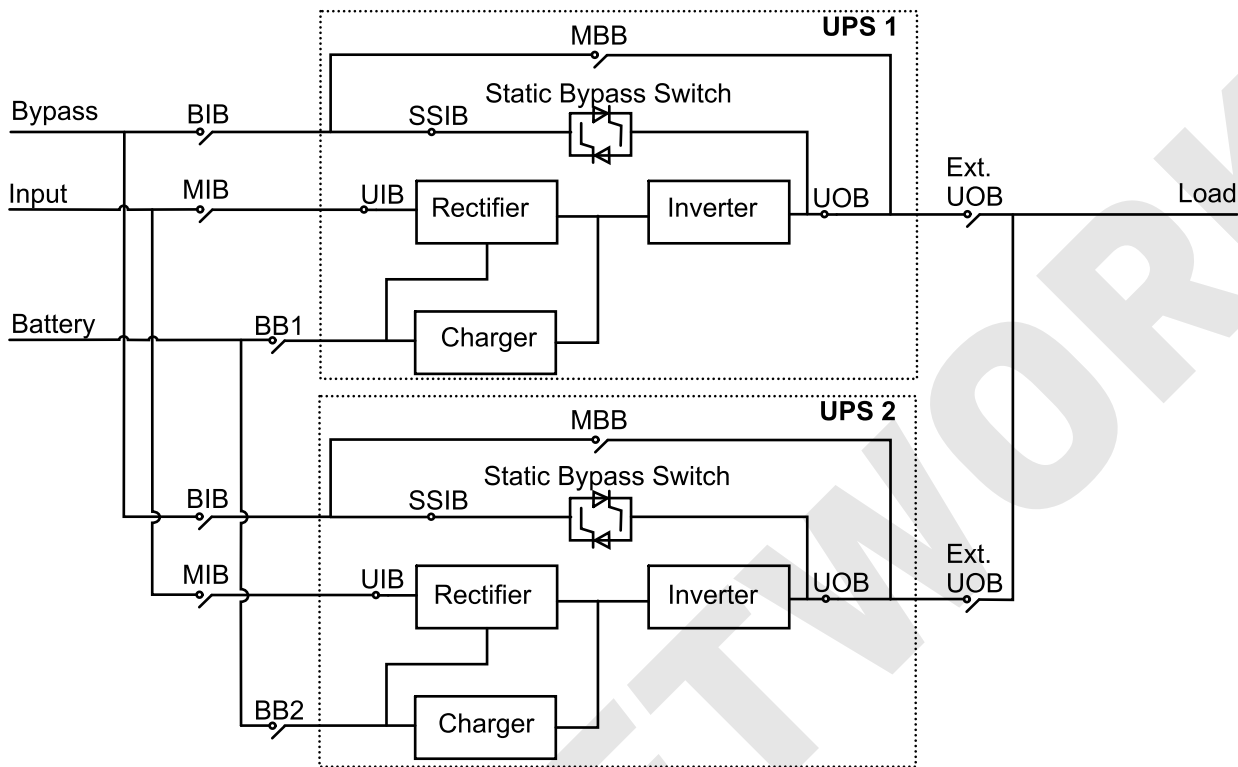 UPS 1
MBB
Static Bypass Switch
Bypass
BIB
SSIB
Input
MIB
UIB
Rectifier
Inverter
UOB
Ext.
UOB
Load
Battery
BB1
Charger
UPS 2
MBB
Static Bypass Switch
BIB
SSIB
MIB
UIB
Rectifier
Inverter
UOB
Ext.
UOB
BB2
Charger